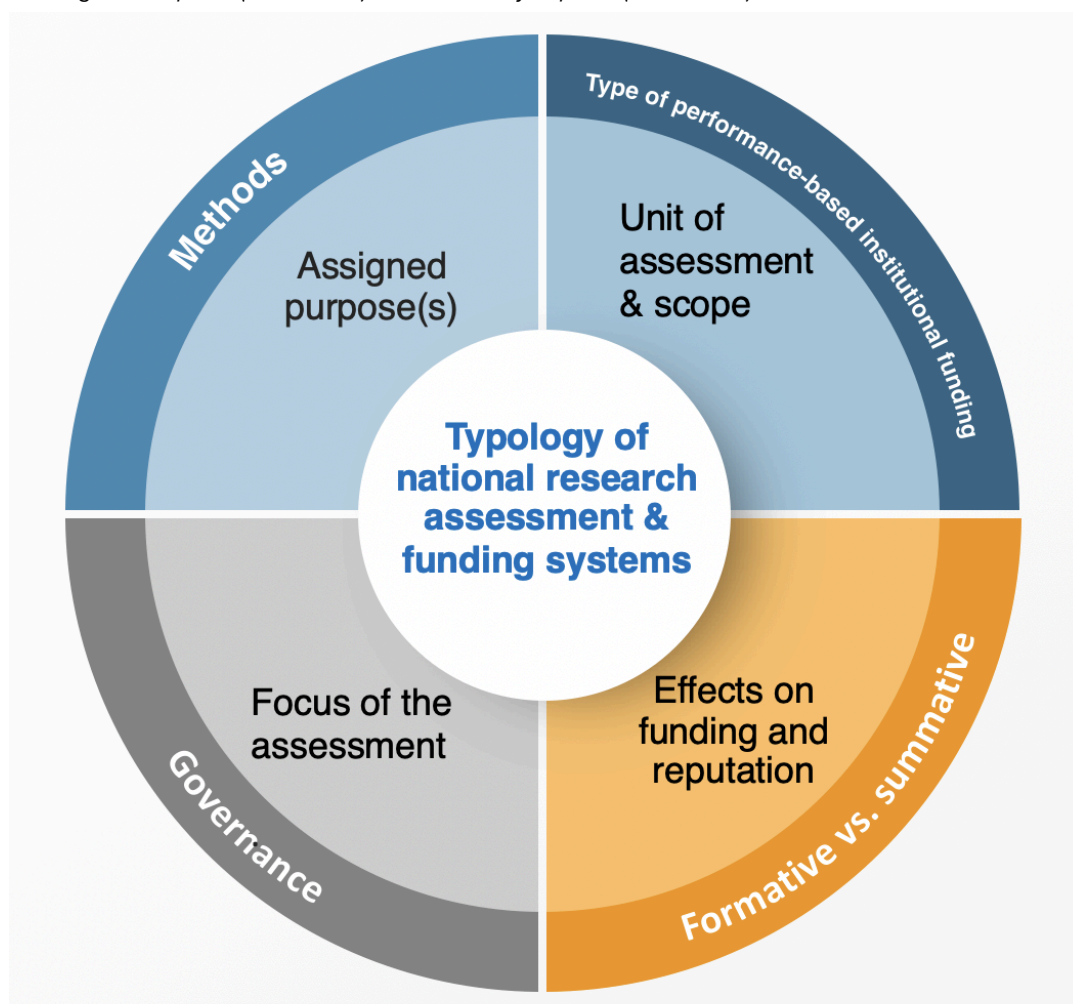 Methods
Type of performance-based institutional funding
Assigned
purpose(s)
Unit of
assessment
& scope
Typology of
national research
assessment &
funding systems
Focus of the
assessment
Effects on
funding and
reputation
Governance
Formative vs. summative